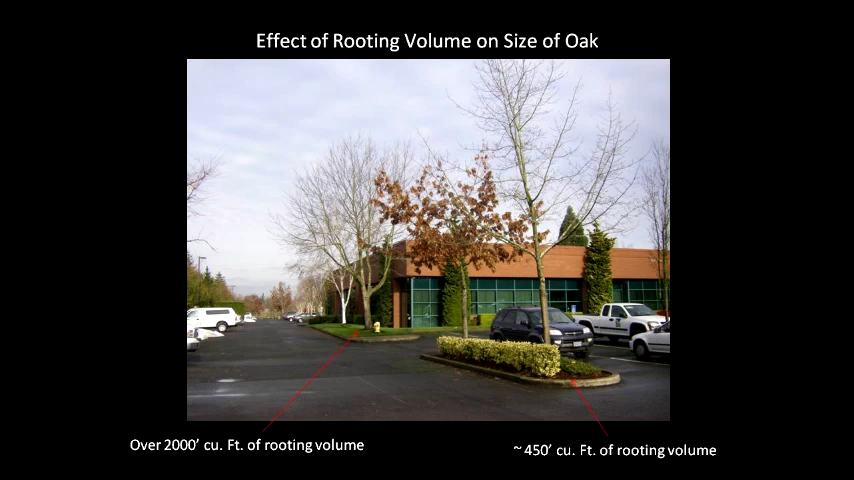 Effect of Rooting Volume on Size of Oak
Over 2000’ cu. Ft. of rooting volume
~450’ cu. Ft. of rooting volume